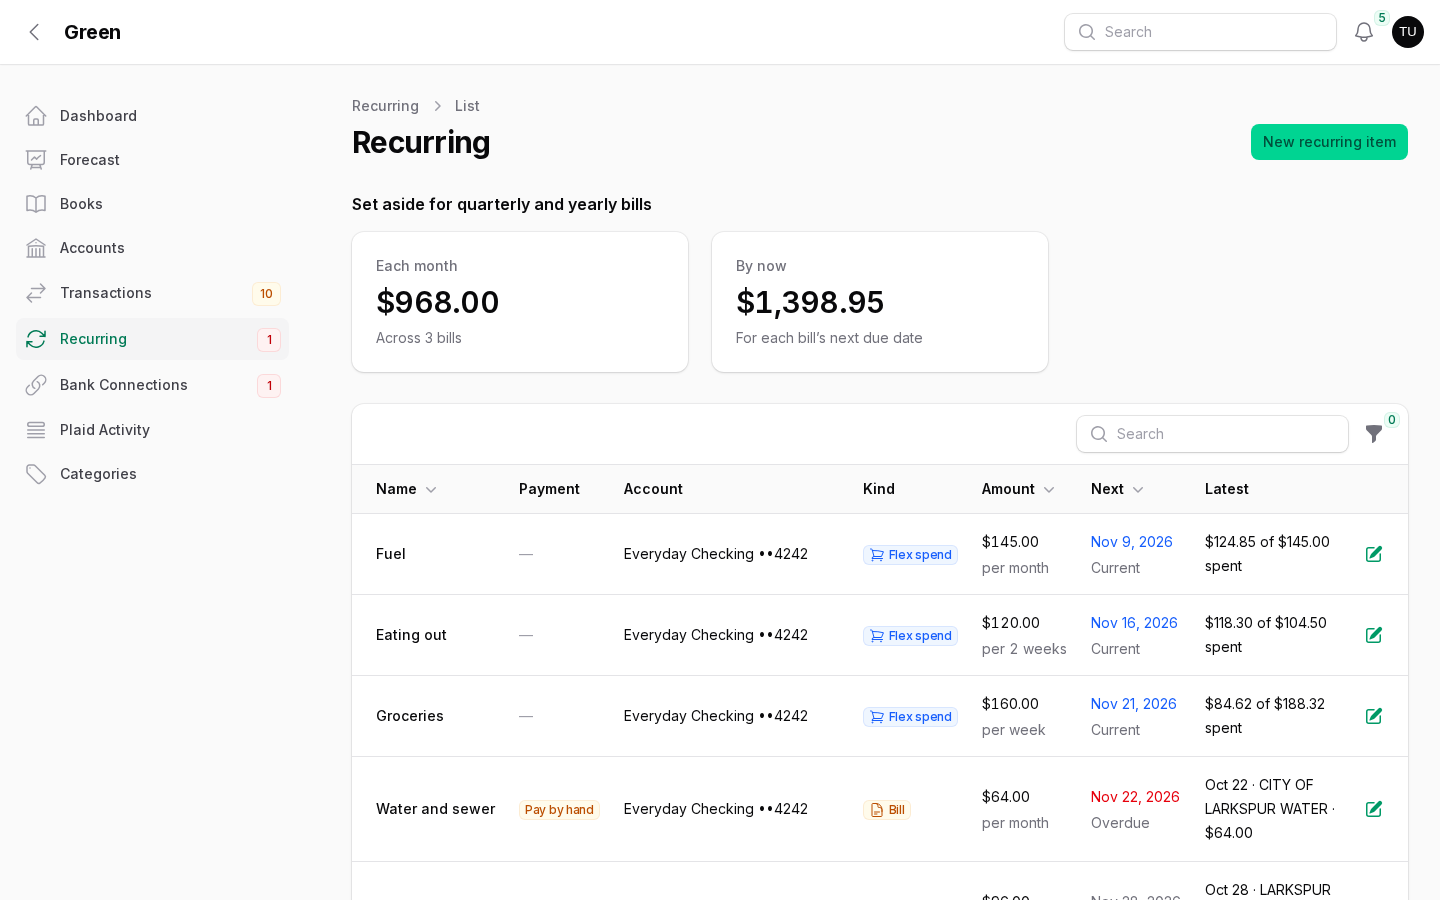 Green
Search
5
TU
Dashboard
Forecast
Books
Accounts
Transactions 10
Recurring 1
Bank Connections 1
Plaid Activity
Categories
Recurring > List
Recurring
New recurring item
Set aside for quarterly and yearly bills
Each month
$968.00
Across 3 bills
By now
$1,398.95
For each bill’s next due date
Search
0
Name Payment Account Kind Amount Next Latest
Fuel — Everyday Checking ••4242 Flex spend $145.00 per month Nov 9, 2026 Current $124.85 of $145.00 spent
Eating out — Everyday Checking ••4242 Flex spend $120.00 per 2 weeks Nov 16, 2026 Current $118.30 of $104.50 spent
Groceries — Everyday Checking ••4242 Flex spend $160.00 per week Nov 21, 2026 Current $84.62 of $188.32 spent
Water and sewer Pay by hand Everyday Checking ••4242 Bill $64.00 per month Nov 22, 2026 Overdue Oct 22 · CITY OF LARKSPUR WATER · $64.00
Oct 28 · LARKSPUR